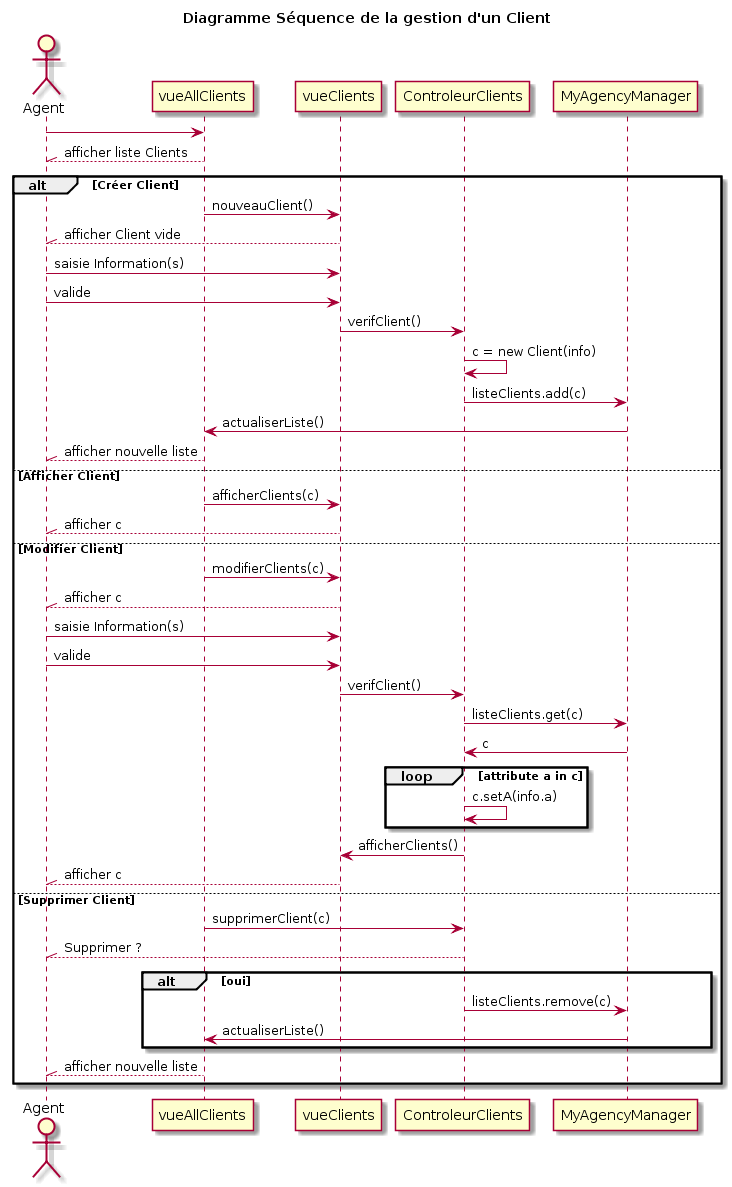 Diagramme Séquence de la gestion d'un Client
Agent
vueAllClients
vueClients
ControleurClients
MyAgencyManager
afficher liste Clients
alt
[Créer Client]
nouveauClient()
afficher Client vide
saisie Information(s)
valide
verifClient()
c = new Client(info)
listeClients.add(c)
actualiserListe()
afficher nouvelle liste
[Afficher Client]
afficherClients(c)
afficher c
[Modifier Client]
modifierClients(c)
afficher c
saisie Information(s)
valide
verifClient()
listeClients.get(c)
c
loop
[attribute a in c]
c.setA(info.a)
afficherClients()
afficher c
[Supprimer Client]
supprimerClient(c)
Supprimer ?
alt
[oui]
listeClients.remove(c)
actualiserListe()
afficher nouvelle liste
Agent
vueAllClients
vueClients
ControleurClients
MyAgencyManager